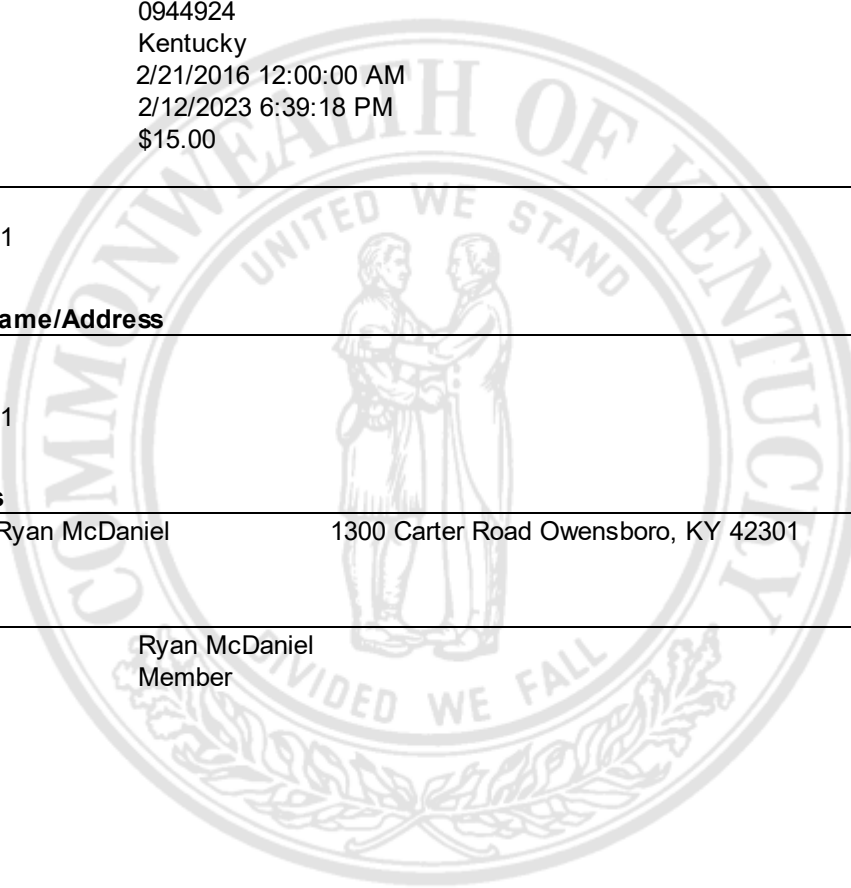 0944924
Kentucky
2/21/2016 12:00:00 AM
2/12/2023 6:39:18 PM
$15.00
1
ame/Address
1
s
Ryan McDaniel 1300 Carter Road Owensboro, KY 42301
Ryan McDaniel
Member
COMMONWEALTH OF KENTUCKY
UNITED WE STAND
DIVIDED WE FALL